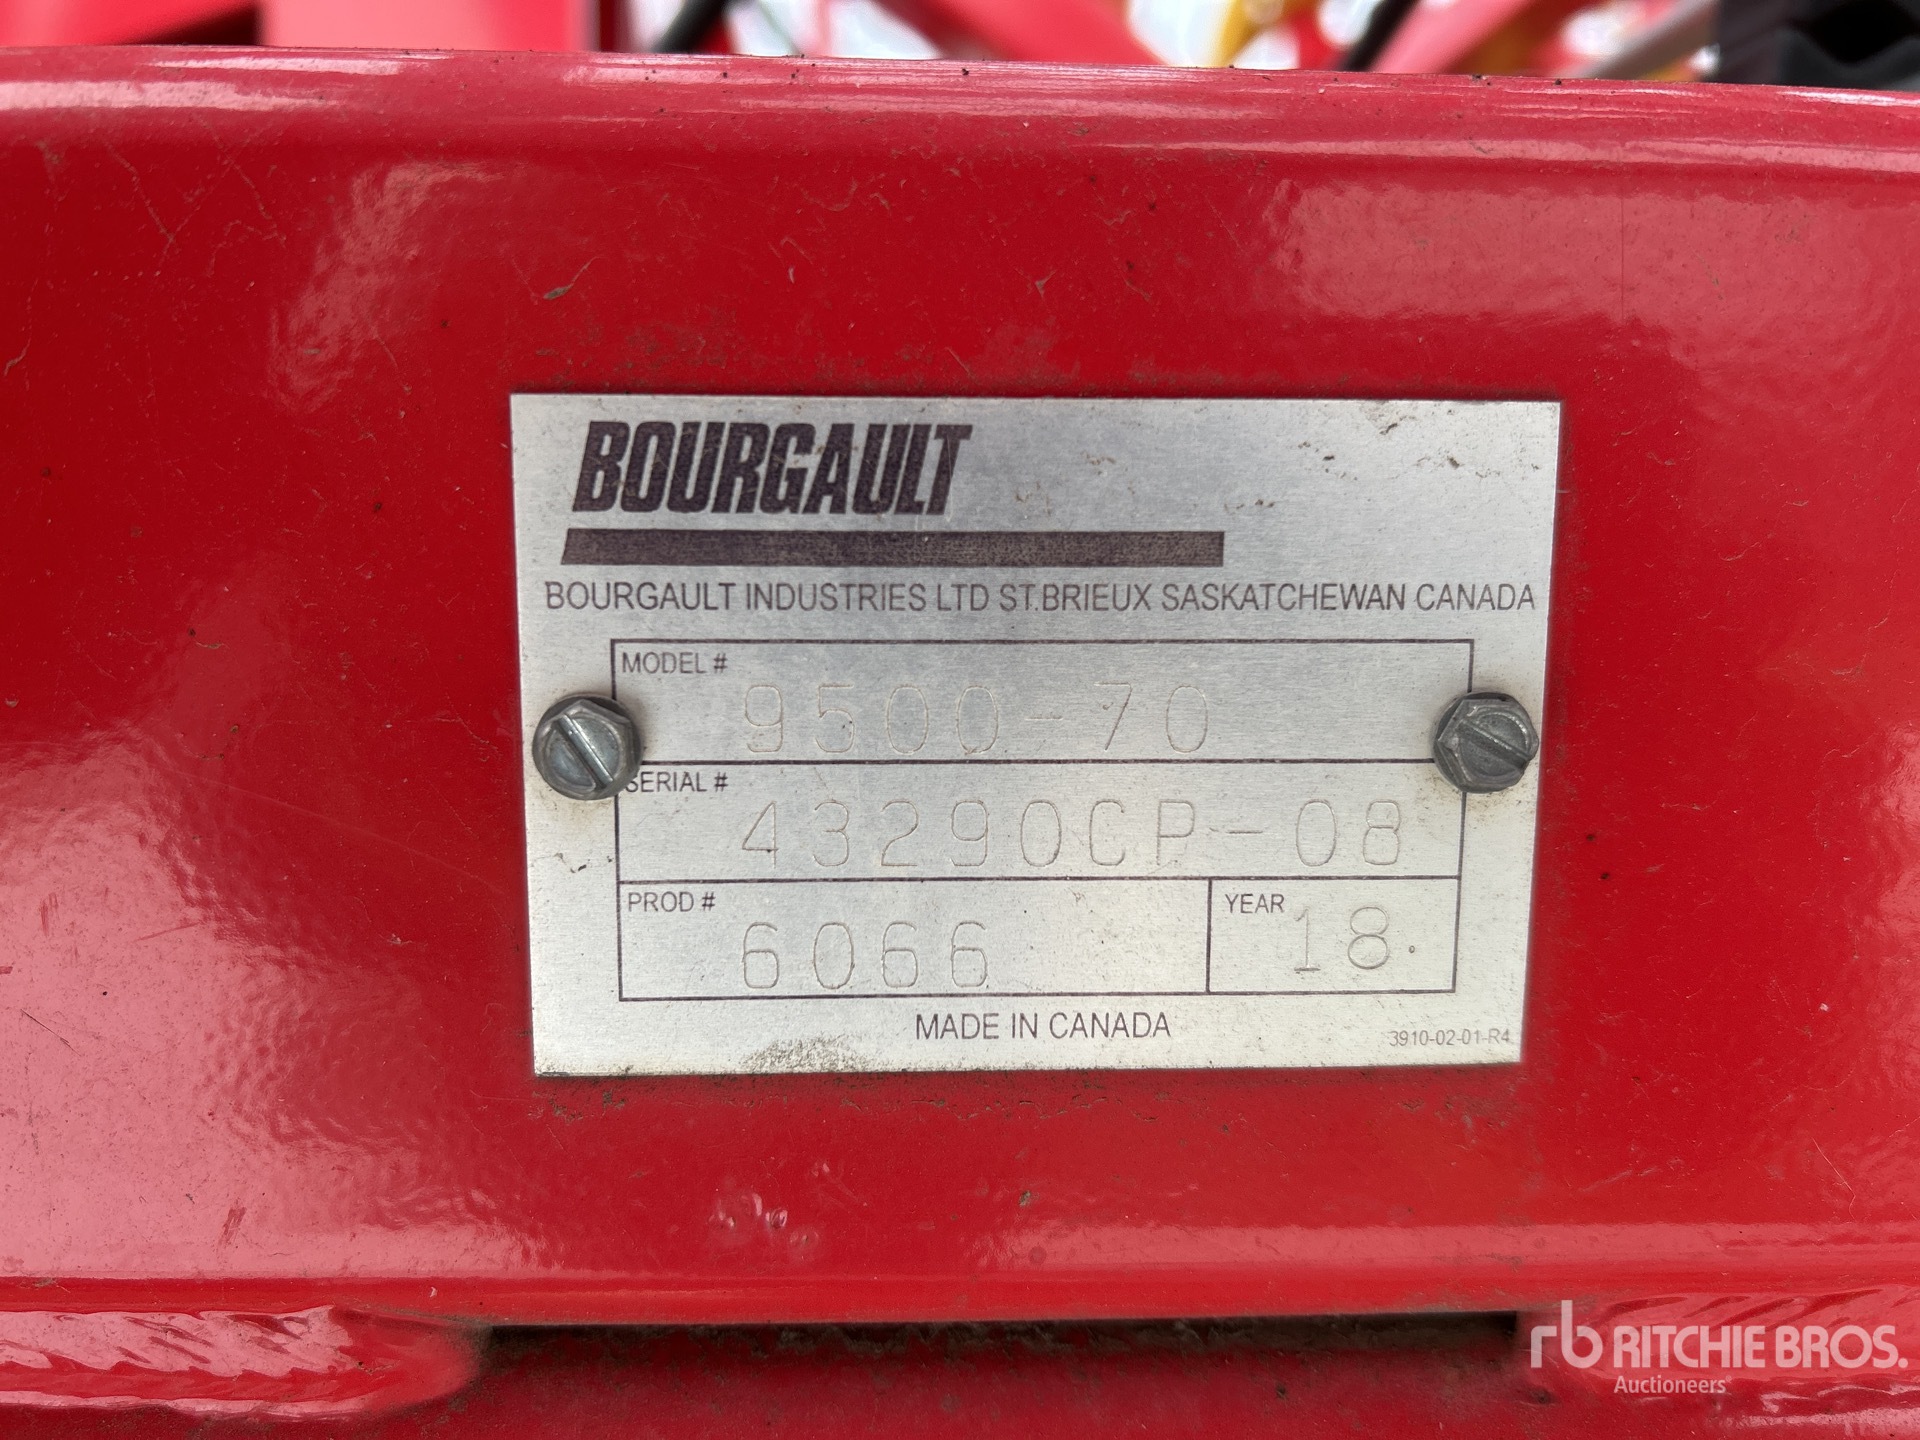 BOURGAULT
BOURGAULT INDUSTRIES LTD ST.BRIEUX SASKATCHEWAN CANADA
MODEL #
9500-70
SERIAL #
43290CP-08
PROD #
6066
YEAR
18
MADE IN CANADA
3910-02-01-R4
rb RITCHIE BROS.
Auctioneers